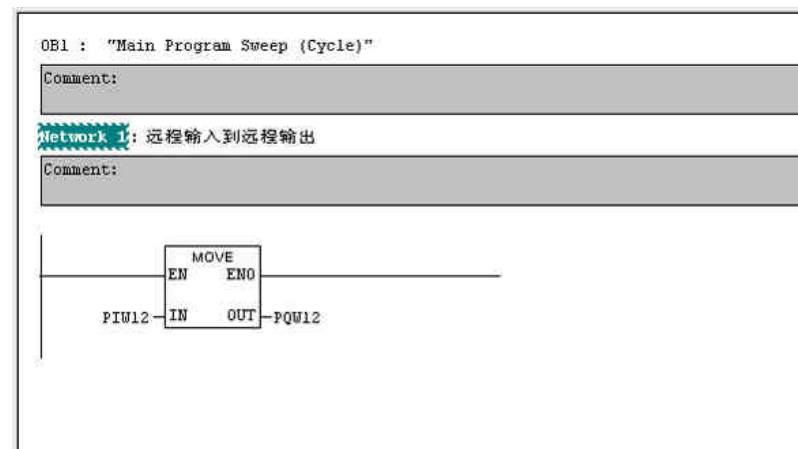 OB1 : "Main Program Sweep (Cycle)"
Comment:
Network 1: 远程输入到远程输出
Comment:
MOVE
EN ENO
PIW12 IN OUT PQW12